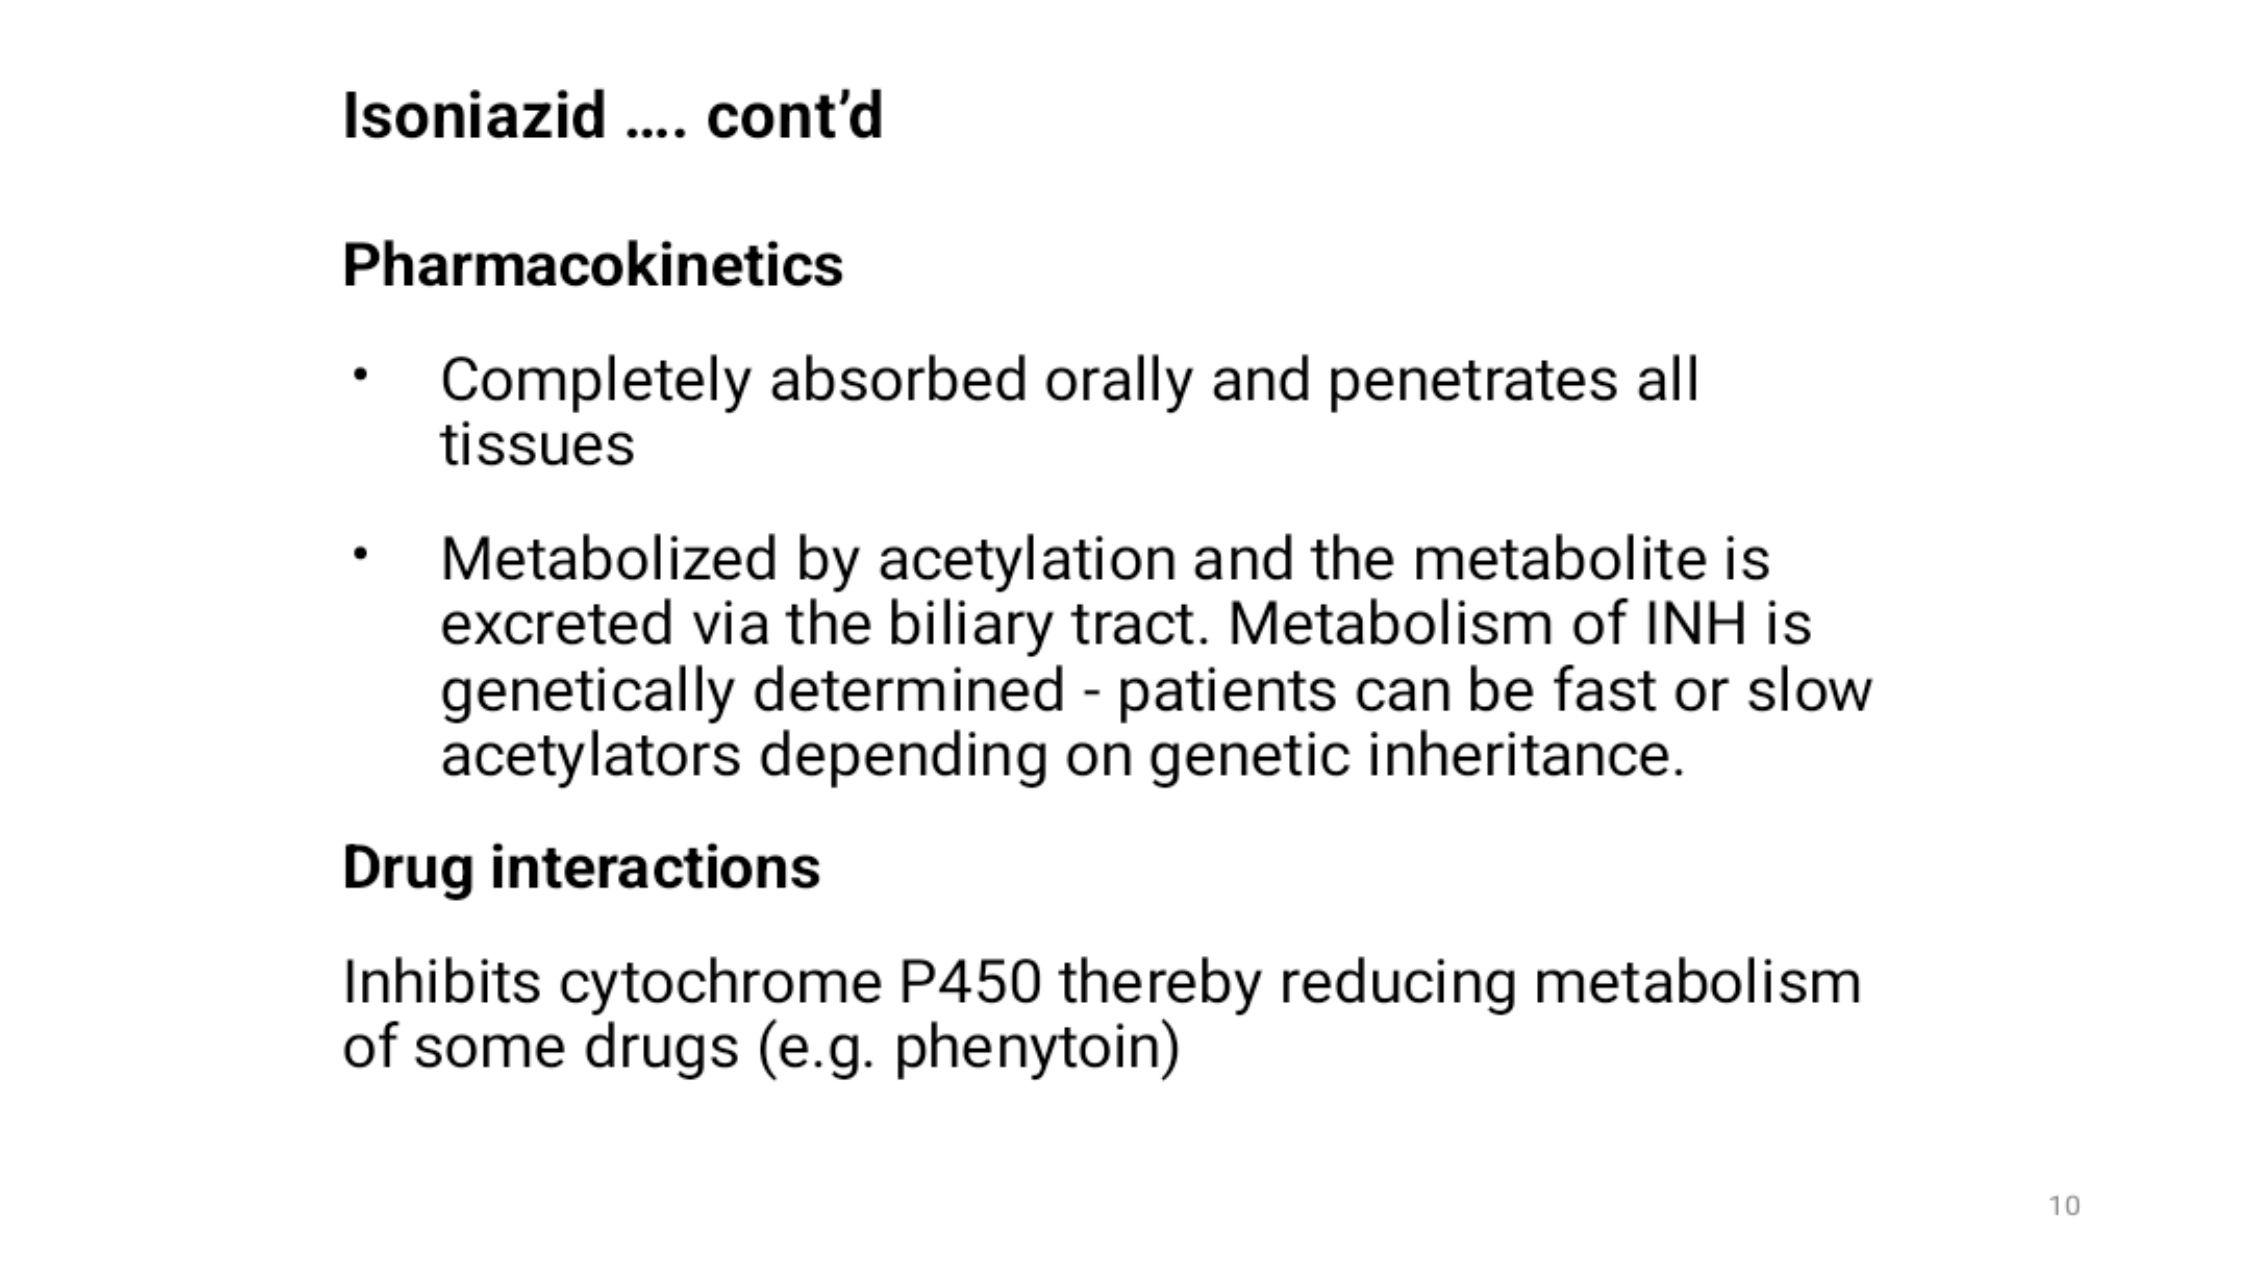 Isoniazid .... cont’d
Pharmacokinetics
• Completely absorbed orally and penetrates all
tissues
• Metabolized by acetylation and the metabolite is
excreted via the biliary tract. Metabolism of INH is
genetically determined - patients can be fast or slow
acetylators depending on genetic inheritance.
Drug interactions
Inhibits cytochrome P450 thereby reducing metabolism
of some drugs (e.g. phenytoin)
10